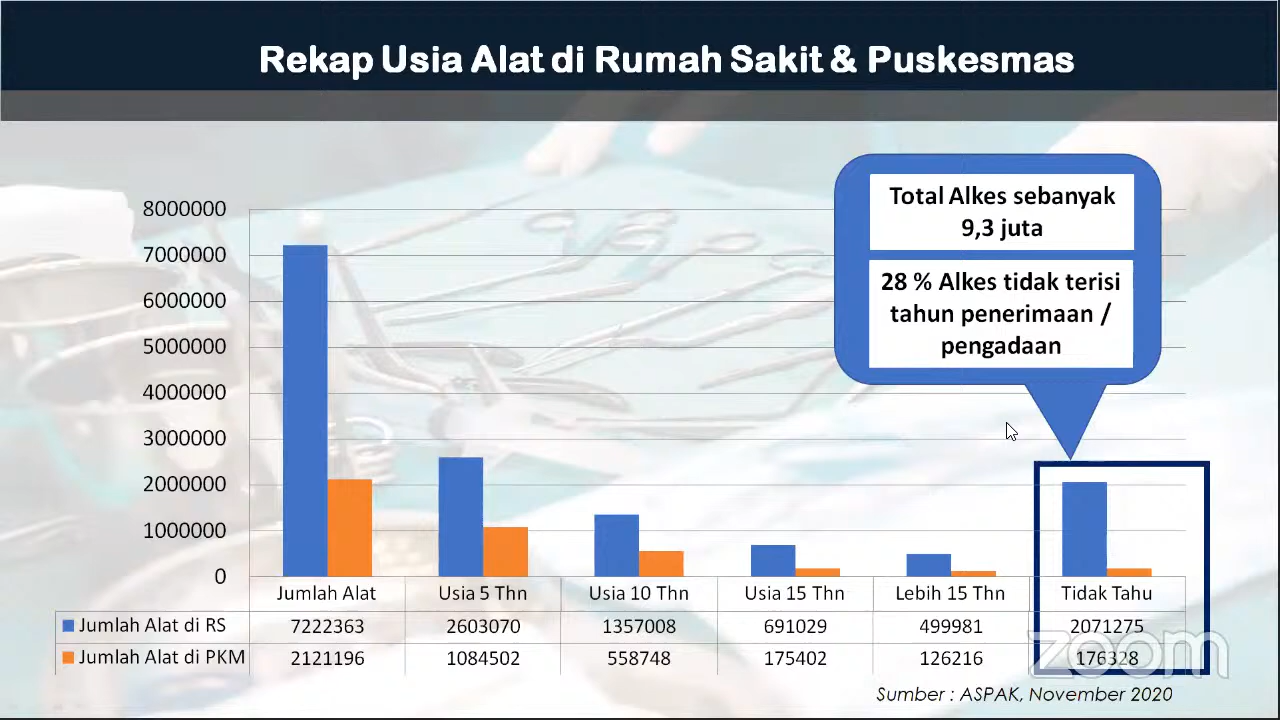 Rekap Usia Alat di Rumah Sakit & Puskesmas
Total Alkes sebanyak
9,3 juta
28 % Alkes tidak terisi
tahun penerimaan /
pengadaan
8000000
7000000
6000000
5000000
4000000
3000000
2000000
1000000
0
Jumlah Alat Usia 5 Thn Usia 10 Thn Usia 15 Thn Lebih 15 Thn Tidak Tahu
Jumlah Alat di RS 7222363 2603070 1357008 691029 499981 2071275
Jumlah Alat di PKM 2121196 1084502 558748 175402 126216 176328
zoom
Sumber : ASPAK, November 2020